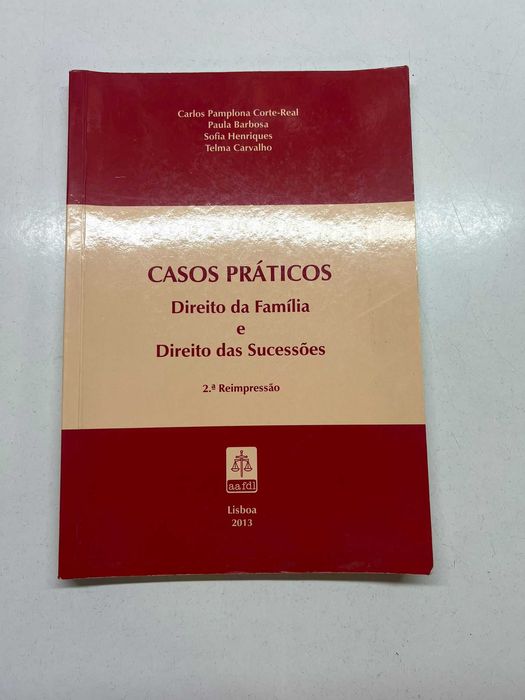 Carlos Pamplona Corte-Real
Paula Barbosa
Sofia Henriques
Telma Carvalho
CASOS PRÁTICOS
Direito da Família
e
Direito das Sucessões
2.ª Reimpressão
aafdl
Lisboa
2013